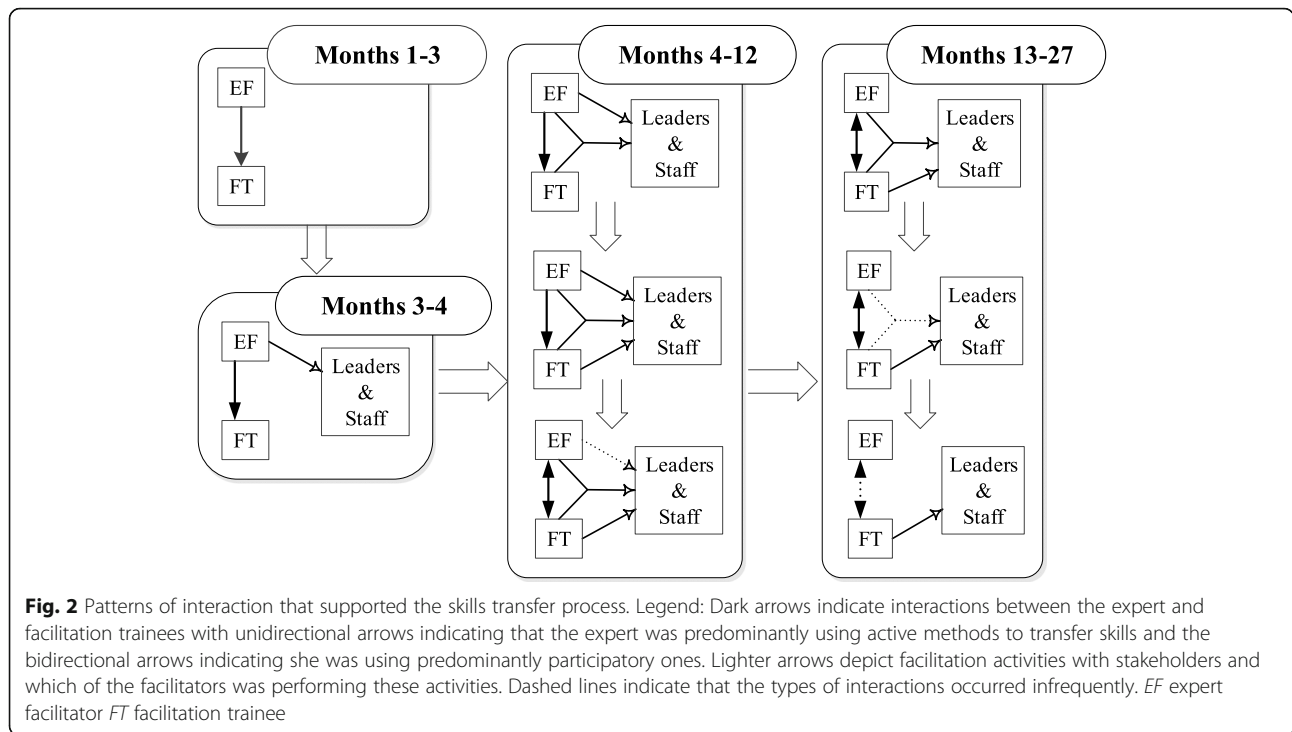 Months 1-3
EF
FT
Months 3-4
EF
Leaders
&
Staff
FT
Months 4-12
EF
Leaders
&
Staff
FT
EF
Leaders
&
Staff
FT
EF
Leaders
&
Staff
FT
Months 13-27
EF
Leaders
&
Staff
FT
EF
Leaders
&
Staff
FT
EF
Leaders
&
Staff
FT
Fig. 2 Patterns of interaction that supported the skills transfer process. Legend: Dark arrows indicate interactions between the expert and
facilitation trainees with unidirectional arrows indicating that the expert was predominantly using active methods to transfer skills and the
bidirectional arrows indicating she was using predominantly participatory ones. Lighter arrows depict facilitation activities with stakeholders and
which of the facilitators was performing these activities. Dashed lines indicate that the types of interactions occurred infrequently. EF expert
facilitator FT facilitation trainee